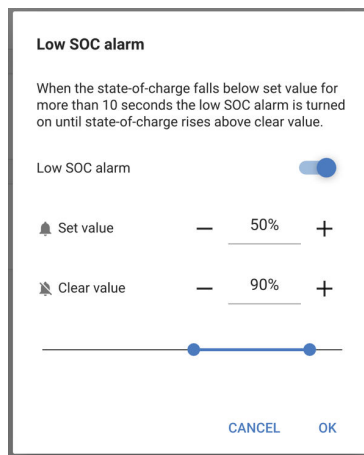 Low SOC alarm
When the state-of-charge falls below set value for
more than 10 seconds the low SOC alarm is turned
on until state-of-charge rises above clear value.
Low SOC alarm
Set value − 50% +
Clear value − 90% +
CANCEL OK